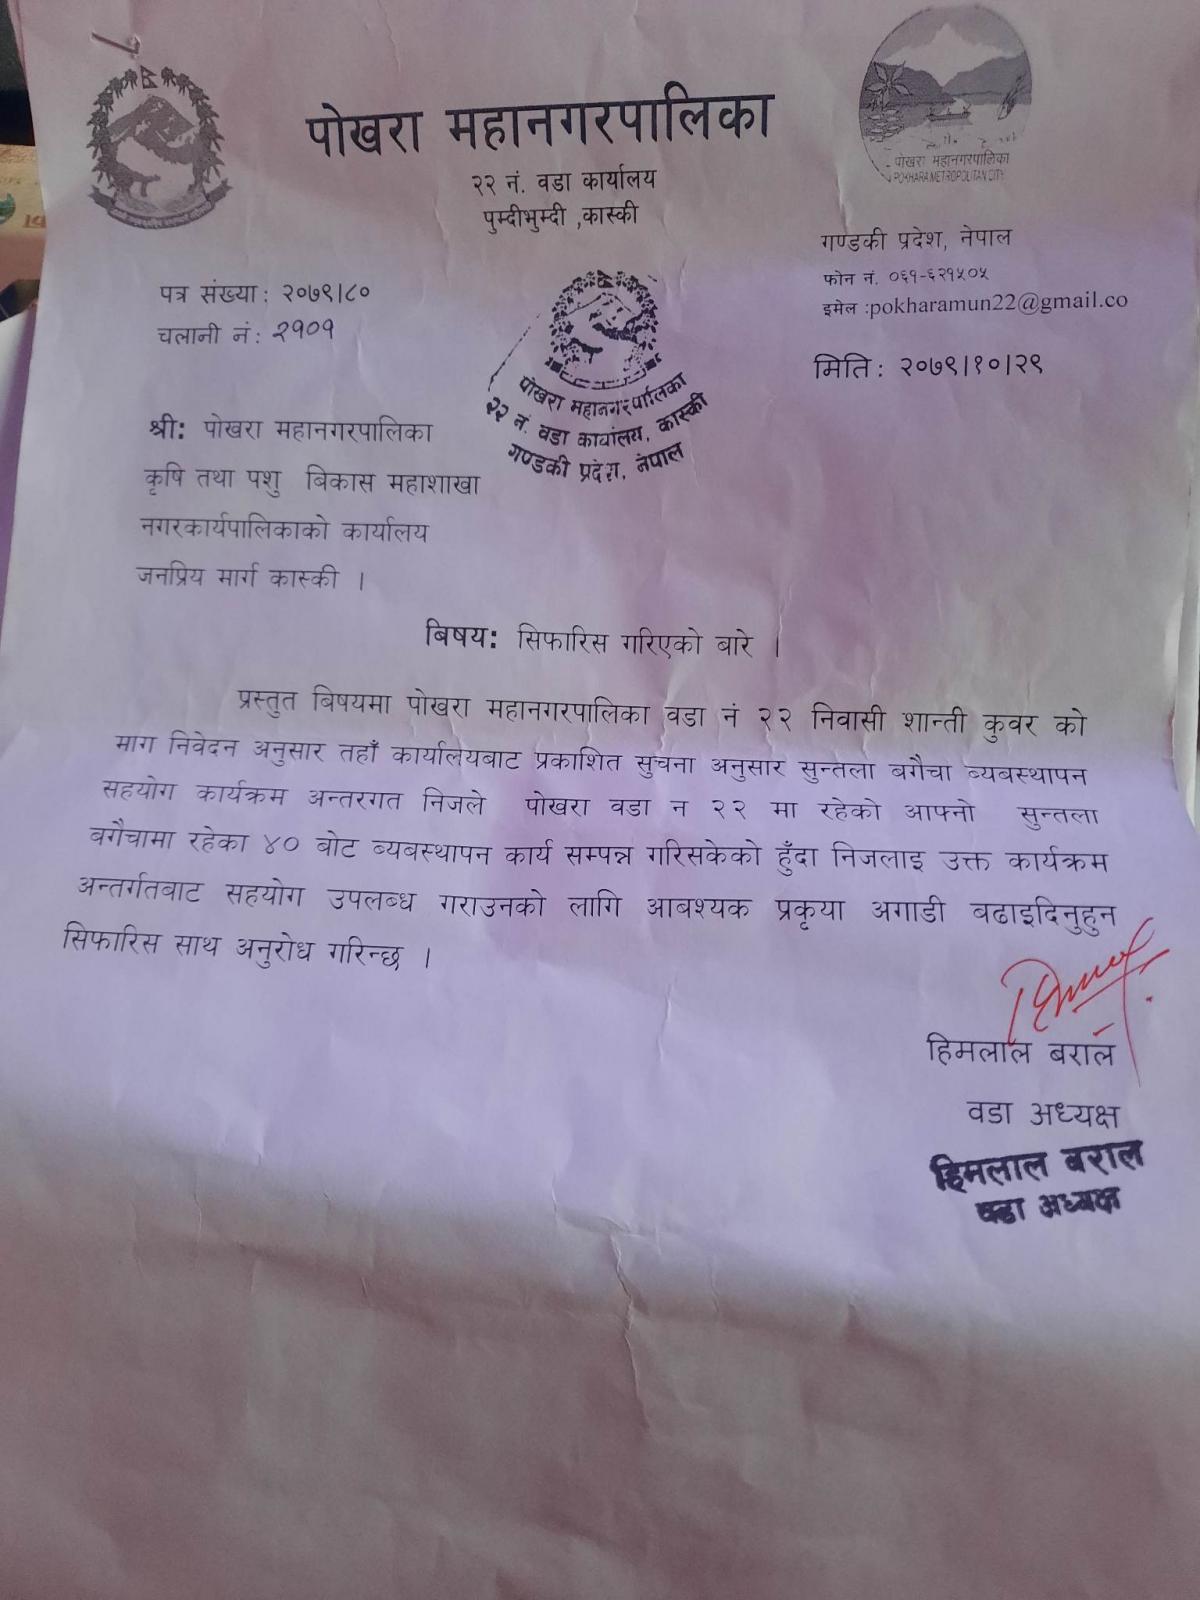 पोखरा महानगरपालिका
२२ नं. वडा कार्यालय
पुम्दीभुम्दी ,कास्की
पोखरा महानगरपालिका
POKHARA METROPOLITAN CITY
गण्डकी प्रदेश, नेपाल
फोन नं. ०६१-६२१५०५
इमेल :pokharamun22@gmail.co
पत्र संख्या: २०७९।८०
चलानी नं: २१०१
मिति: २०७९।१०।२९
पोखरा महानगरपालिका
२२ नं. वडा कार्यालय, कास्की
गण्डकी प्रदेश, नेपाल
श्री: पोखरा महानगरपालिका
कृषि तथा पशु बिकास महाशाखा
नगरकार्यपालिकाको कार्यालय
जनप्रिय मार्ग कास्की ।
बिषय: सिफारिस गरिएको बारे ।
प्रस्तुत बिषयमा पोखरा महानगरपालिका वडा नं २२ निवासी शान्ती कुवर को
माग निवेदन अनुसार तहाँ कार्यालयबाट प्रकाशित सुचना अनुसार सुन्तला बगैचा ब्यबस्थापन
सहयोग कार्यक्रम अन्तरगत निजले पोखरा वडा न २२ मा रहेको आफ्नो सुन्तला
बगैचामा रहेका ४० बोट ब्यबस्थापन कार्य सम्पन्न गरिसकेको हुँदा निजलाइ उक्त कार्यक्रम
अन्तर्गतबाट सहयोग उपलब्ध गराउनको लागि आबश्यक प्रकृया अगाडी बढाइदिनुहुन
सिफारिस साथ अनुरोध गरिन्छ ।
हिमलाल बराल
वडा अध्यक्ष
हिमलाल बराल
वडा अध्यक्ष